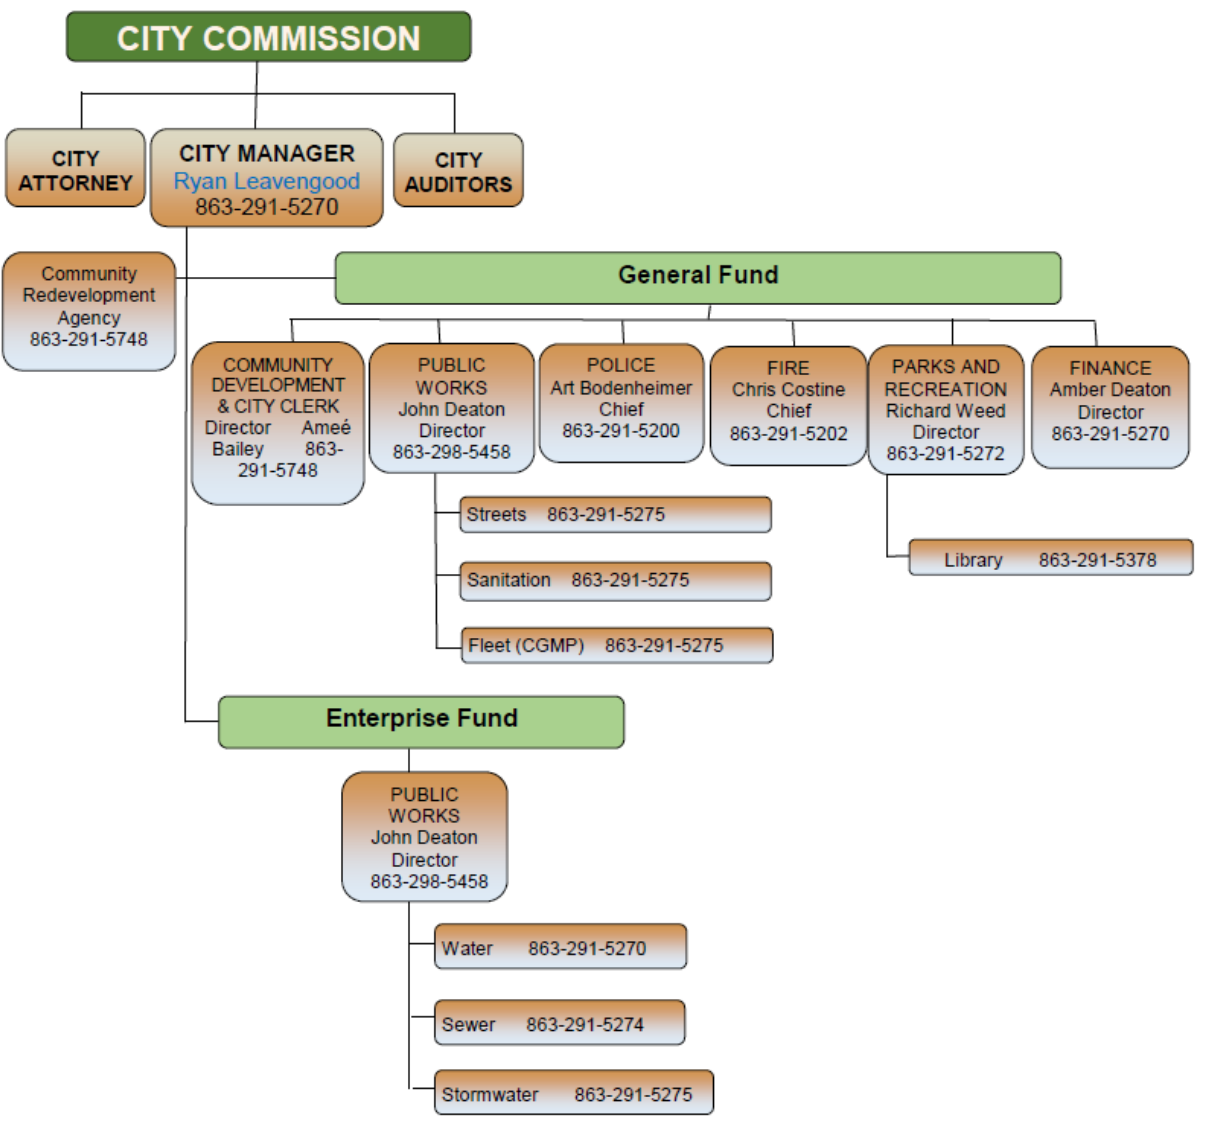 CITY COMMISSION
CITY
ATTORNEY
CITY MANAGER
Ryan Leavengood
863-291-5270
CITY
AUDITORS
Community
Redevelopment
Agency
863-291-5748
General Fund
COMMUNITY
DEVELOPMENT
& CITY CLERK
Director Ameé
Bailey 863-
291-5748
PUBLIC
WORKS
John Deaton
Director
863-298-5458
POLICE
Art Bodenheimer
Chief
863-291-5200
FIRE
Chris Costine
Chief
863-291-5202
PARKS AND
RECREATION
Richard Weed
Director
863-291-5272
FINANCE
Amber Deaton
Director
863-291-5270
Streets 863-291-5275
Sanitation 863-291-5275
Fleet (CGMP) 863-291-5275
Library 863-291-5378
Enterprise Fund
PUBLIC
WORKS
John Deaton
Director
863-298-5458
Water 863-291-5270
Sewer 863-291-5274
Stormwater 863-291-5275